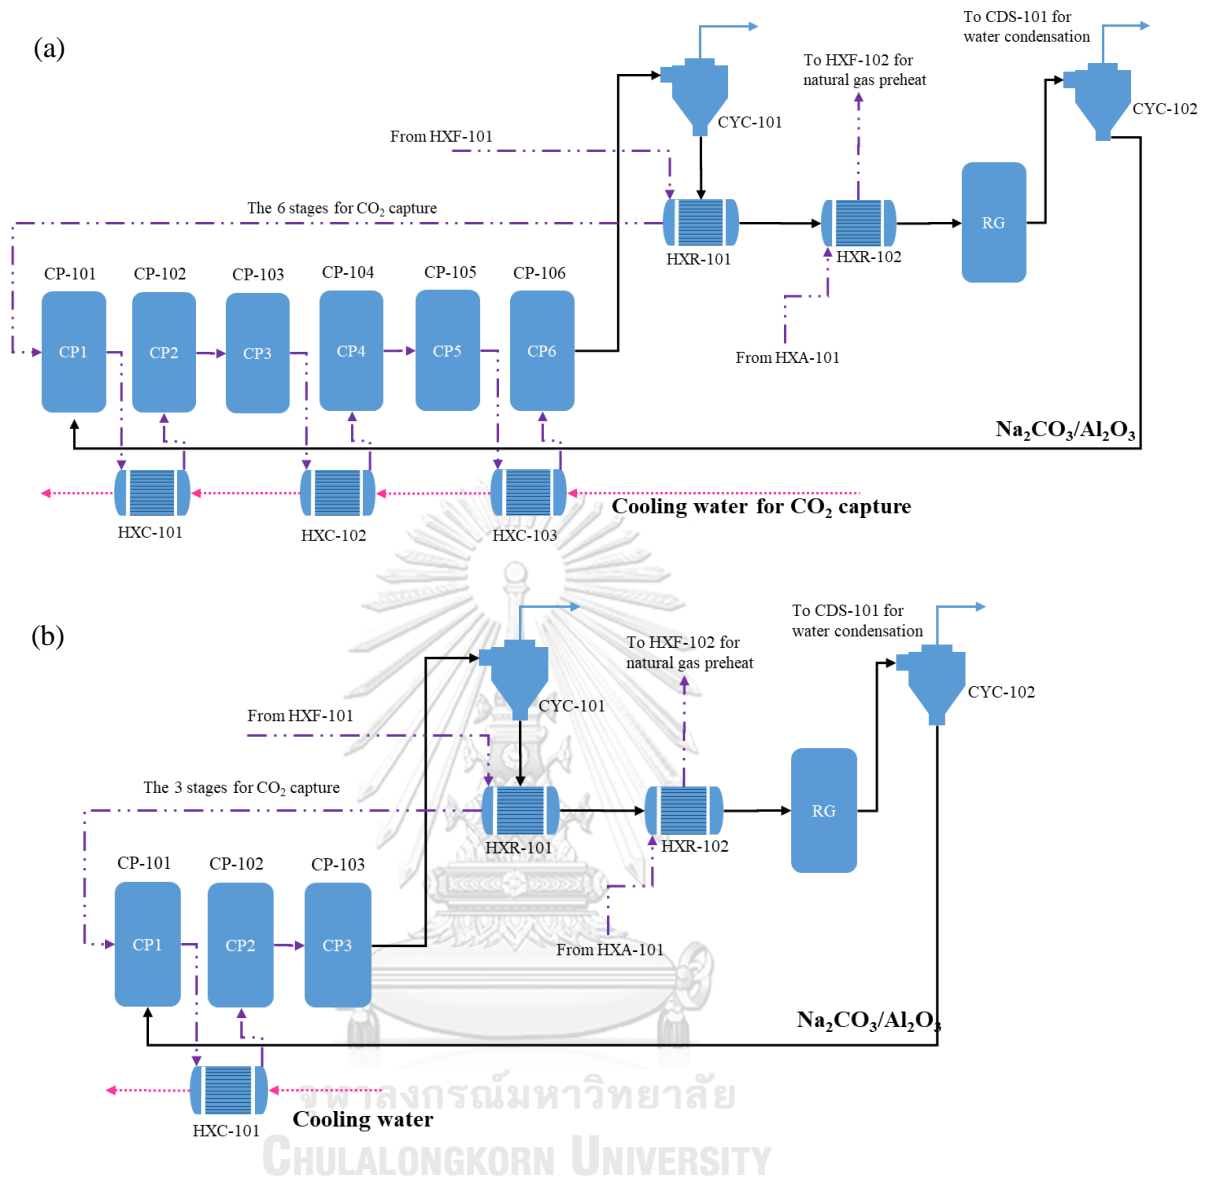 (a)
To CDS-101 for
water condensation
To HXF-102 for
natural gas preheat
CYC-101
CYC-102
From HXF-101
The 6 stages for CO₂ capture
RG
HXR-101
HXR-102
CP-101
CP-102
CP-103
CP-104
CP-105
CP-106
CP1
CP2
CP3
CP4
CP5
CP6
From HXA-101
Na₂CO₃/Al₂O₃
Cooling water for CO₂ capture
HXC-101
HXC-102
HXC-103
(b)
To CDS-101 for
water condensation
To HXF-102 for
natural gas preheat
CYC-101
CYC-102
From HXF-101
The 3 stages for CO₂ capture
RG
HXR-101
HXR-102
CP-101
CP-102
CP-103
CP1
CP2
CP3
From HXA-101
Na₂CO₃/Al₂O₃
Cooling water
HXC-101
จุฬาลงกรณ์มหาวิทยาลัย
CHULALONGKORN UNIVERSITY